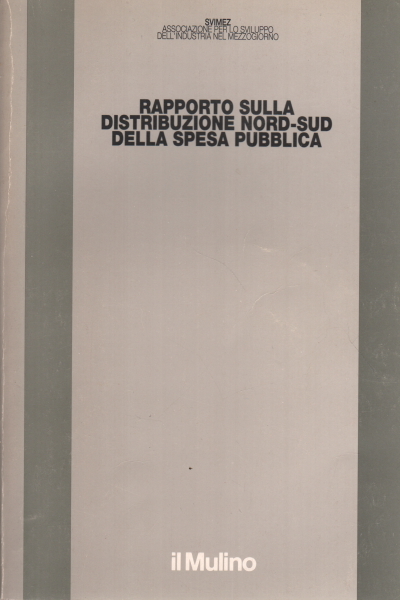 SVIMEZ
ASSOCIAZIONE PER LO SVILUPPO
DELL'INDUSTRIA NEL MEZZOGIORNO
RAPPORTO SULLA
DISTRIBUZIONE NORD-SUD
DELLA SPESA PUBBLICA
il Mulino